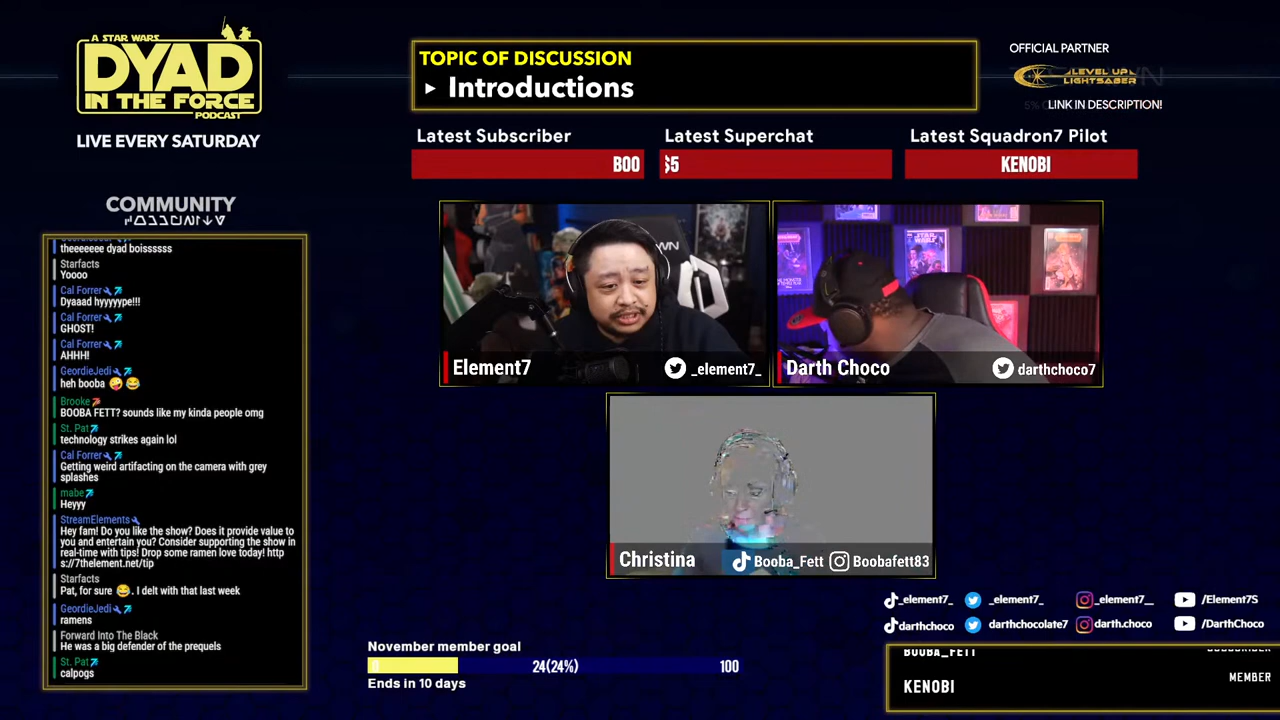 A STAR WARS
DYAD
IN THE FORCE
PODCAST
LIVE EVERY SATURDAY
TOPIC OF DISCUSSION
Introductions
OFFICIAL PARTNER
LEVEL UP
LIGHTSABER
LINK IN DESCRIPTION!
Latest Subscriber
BOO
Latest Superchat
$5
Latest Squadron7 Pilot
KENOBI
COMMUNITY
theeeeeee dyad boissssss
Starfacts
Yoooo
Cal Forrer
Dyaaad hyyyyype!!!
Cal Forrer
GHOST!
Cal Forrer
AHHH!
GeordieJedi
heh booba 🤪 😂
Brooke
BOOBA FETT? sounds like my kinda people omg
St. Pat
technology strikes again lol
Cal Forrer
Getting weird artifacting on the camera with grey
splashes
mabe
Heyyy
StreamElements
Hey fam! Do you like the show? Does it provide value to
you and entertain you? Consider supporting the show in
real-time with tips! Drop some ramen love today! http
s://7thelement.net/tip
Starfacts
Pat, for sure 😂. I delt with that last week
GeordieJedi
ramens
Forward Into The Black
He was a big defender of the prequels
St. Pat
calpogs
Element7
_element7_
Darth Choco
darthchoco7
Christina
Booba_Fett
Boobafett83
November member goal
0
24(24%)
100
Ends in 10 days
_element7_
_element7_
_element7__
/Element7S
darthchoco
darthchocolate7
darth.choco
/DarthChoco
BOOBA_FETT
KENOBI
MEMBER